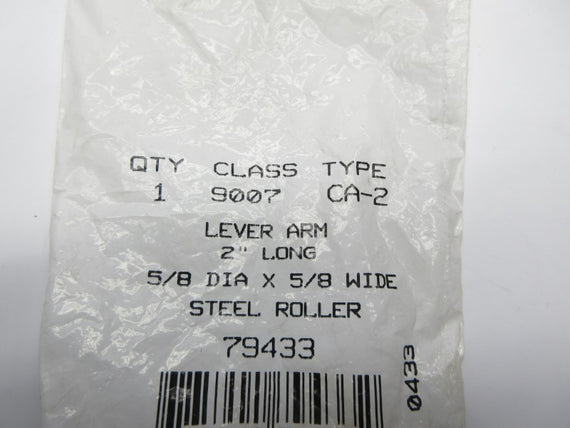 QTY CLASS TYPE
1 9007 CA-2
LEVER ARM
2" LONG
5/8 DIA X 5/8 WIDE
STEEL ROLLER
79433
0433